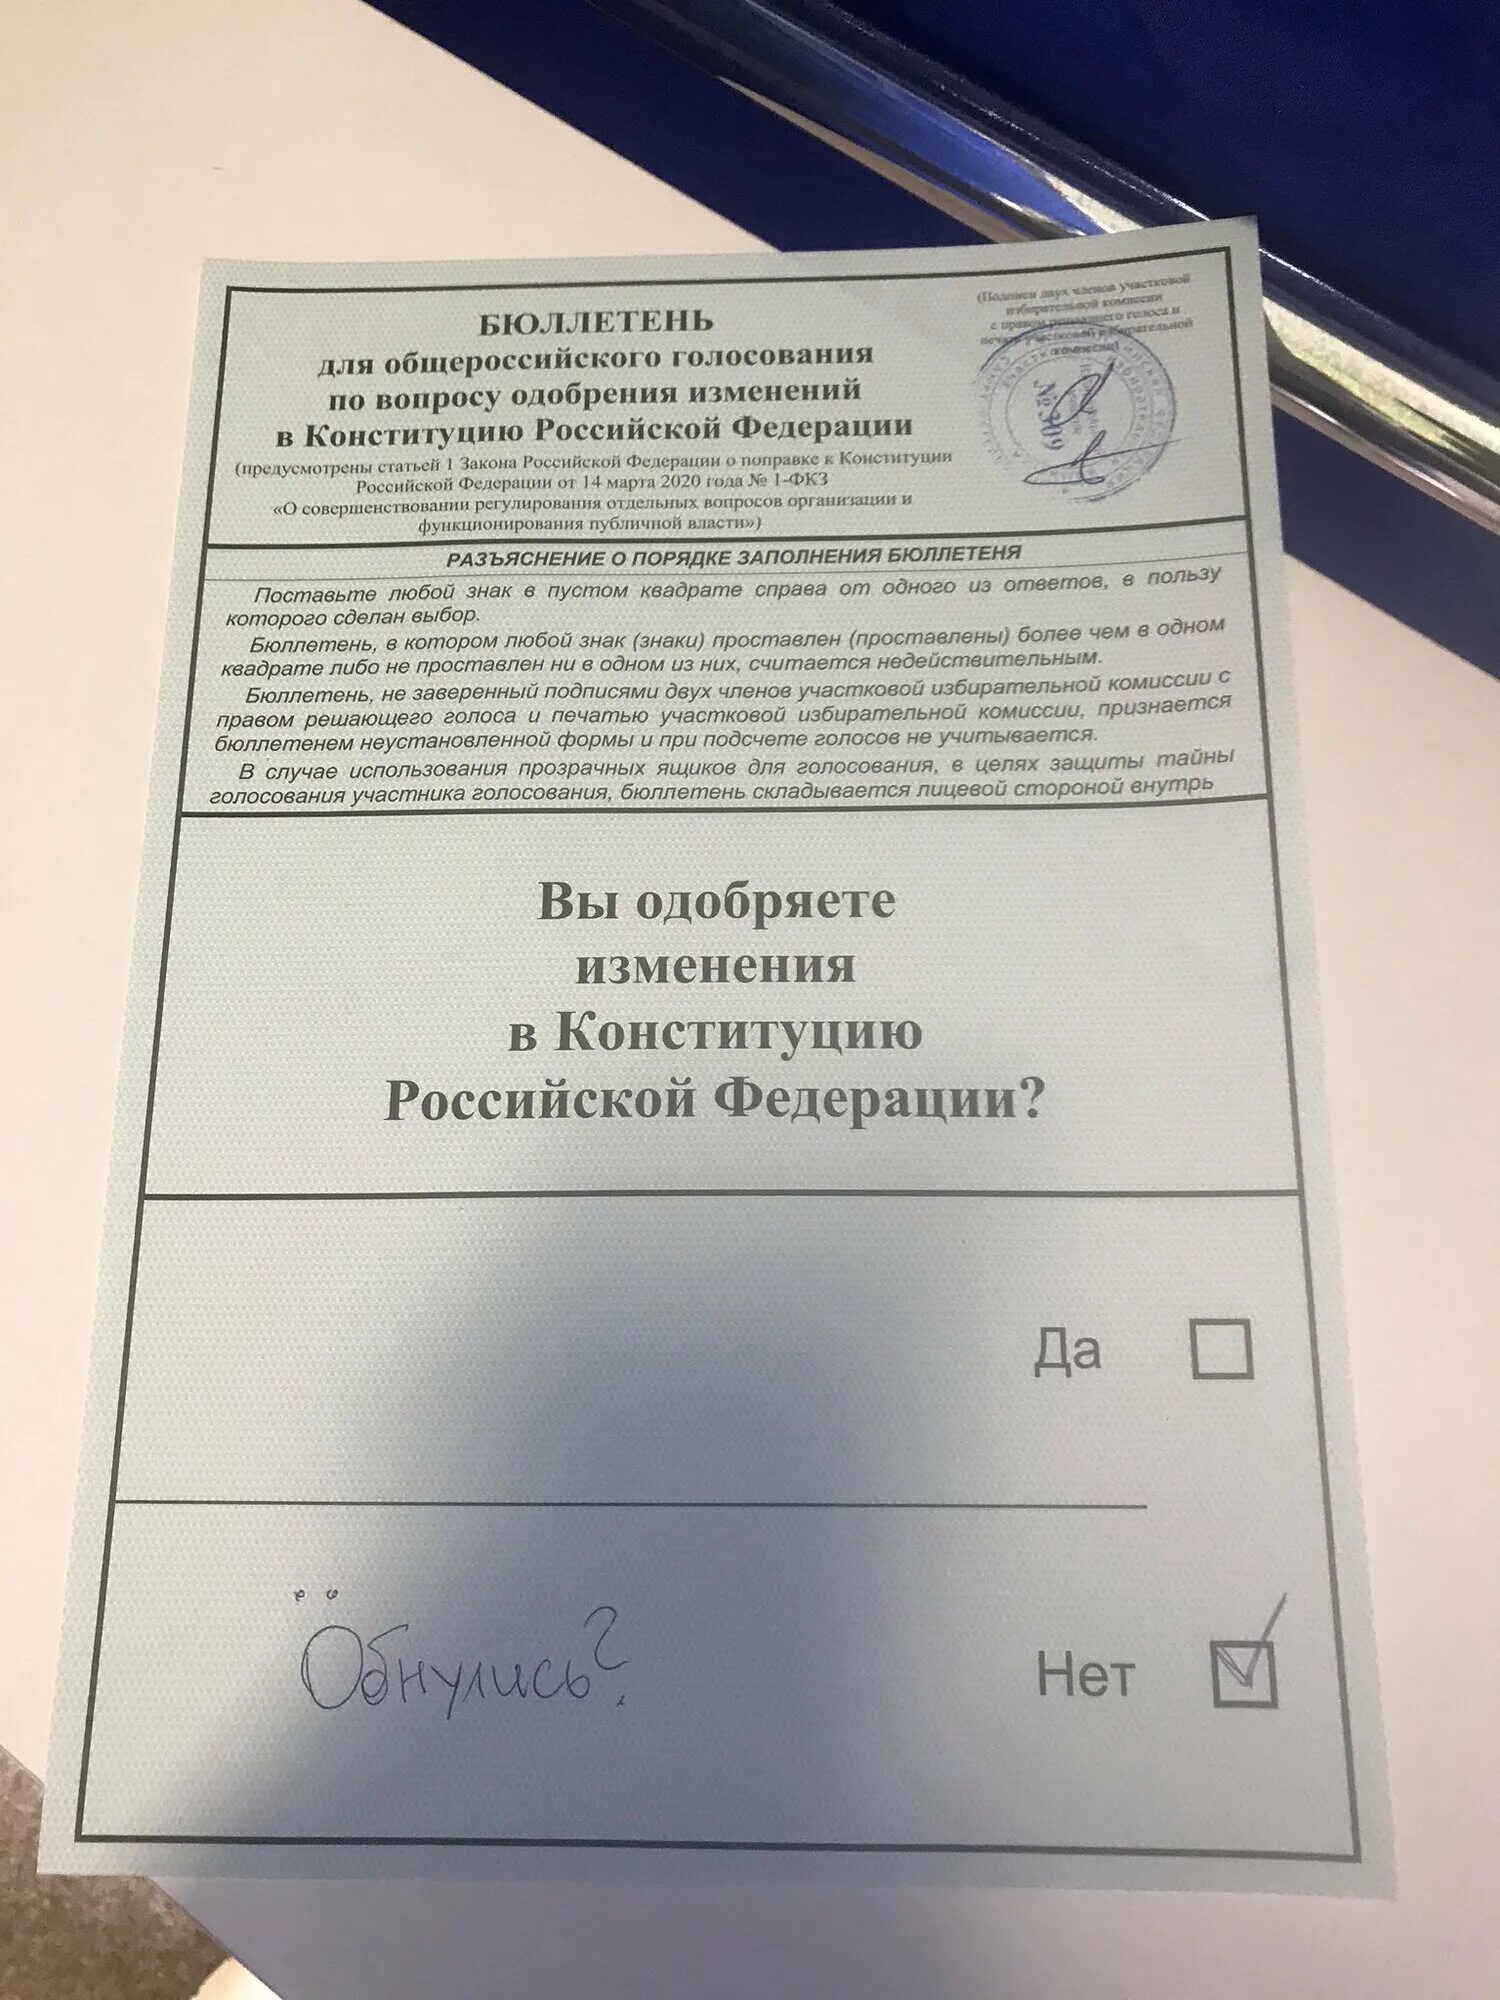 БЮЛЛЕТЕНЬ
для общероссийского голосования
по вопросу одобрения изменений
в Конституцию Российской Федерации
(предусмотрены статьей 1 Закона Российской Федерации о поправке к Конституции
Российской Федерации от 14 марта 2020 года № 1-ФКЗ
«О совершенствовании регулирования отдельных вопросов организации и
функционирования публичной власти»)
(Подписи двух членов участковой
избирательной комиссии
с правом решающего голоса и
печать участковой избирательной
комиссии)
РАЗЪЯСНЕНИЕ О ПОРЯДКЕ ЗАПОЛНЕНИЯ БЮЛЛЕТЕНЯ
Поставьте любой знак в пустом квадрате справа от одного из ответов, в пользу
которого сделан выбор.
Бюллетень, в котором любой знак (знаки) проставлен (проставлены) более чем в одном
квадрате либо не проставлен ни в одном из них, считается недействительным.
Бюллетень, не заверенный подписями двух членов участковой избирательной комиссии с
правом решающего голоса и печатью участковой избирательной комиссии, признается
бюллетенем неустановленной формы и при подсчете голосов не учитывается.
В случае использования прозрачных ящиков для голосования, в целях защиты тайны
голосования участника голосования, бюллетень складывается лицевой стороной внутрь
Вы одобряете
изменения
в Конституцию
Российской Федерации?
Да
Обнулись?
Нет